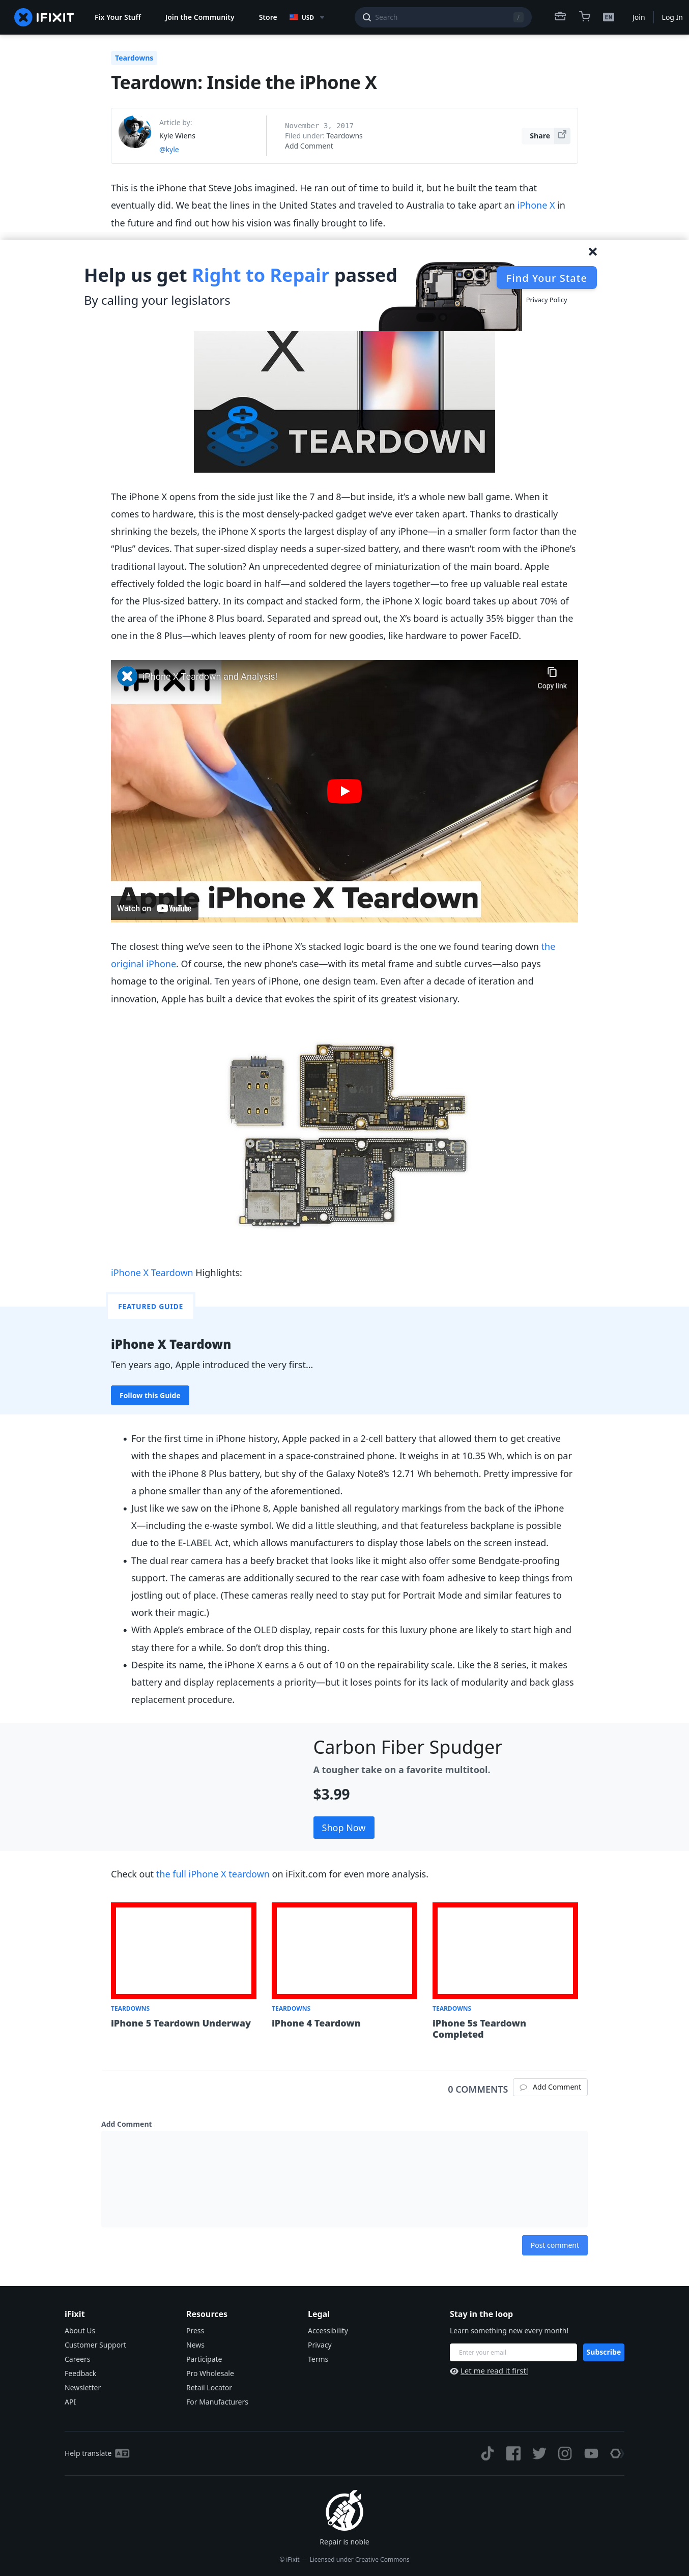 IFIXIT
Fix Your Stuff
Join the Community
Store
USD
Search
/
EN
Join
Log In
Teardowns
Teardown: Inside the iPhone X
Article by:
Kyle Wiens
@kyle
November 3, 2017
Filed under: Teardowns
Add Comment
Share
This is the iPhone that Steve Jobs imagined. He ran out of time to build it, but he built the team that
eventually did. We beat the lines in the United States and traveled to Australia to take apart an iPhone X in
the future and find out how his vision was finally brought to life.
Help us get Right to Repair passed
By calling your legislators
Find Your State
Privacy Policy
X
TEARDOWN
The iPhone X opens from the side just like the 7 and 8—but inside, it's a whole new ball game. When it
comes to hardware, this is the most densely-packed gadget we've ever taken apart. Thanks to drastically
shrinking the bezels, the iPhone X sports the largest display of any iPhone—in a smaller form factor than the
"Plus" devices. That super-sized display needs a super-sized battery, and there wasn't room with the iPhone's
traditional layout. The solution? An unprecedented degree of miniaturization of the main board. Apple
effectively folded the logic board in half—and soldered the layers together—to free up valuable real estate
for the Plus-sized battery. In its compact and stacked form, the iPhone X logic board takes up about 70% of
the area of the iPhone 8 Plus board. Separated and spread out, the X's board is actually 35% bigger than the
one in the 8 Plus—which leaves plenty of room for new goodies, like hardware to power FaceID.
IFIXIT
iPhone X Teardown and Analysis!
Copy link
Apple iPhone X Teardown
Watch on YouTube
The closest thing we've seen to the iPhone X's stacked logic board is the one we found tearing down the
original iPhone. Of course, the new phone's case—with its metal frame and subtle curves—also pays
homage to the original. Ten years of iPhone, one design team. Even after a decade of iteration and
innovation, Apple has built a device that evokes the spirit of its greatest visionary.
A11
iPhone X Teardown Highlights:
FEATURED GUIDE
iPhone X Teardown
Ten years ago, Apple introduced the very first…
Follow this Guide
For the first time in iPhone history, Apple packed in a 2-cell battery that allowed them to get creative
with the shapes and placement in a space-constrained phone. It weighs in at 10.35 Wh, which is on par
with the iPhone 8 Plus battery, but shy of the Galaxy Note8's 12.71 Wh behemoth. Pretty impressive for
a phone smaller than any of the aforementioned.
Just like we saw on the iPhone 8, Apple banished all regulatory markings from the back of the iPhone
X—including the e-waste symbol. We did a little sleuthing, and that featureless backplane is possible
due to the E-LABEL Act, which allows manufacturers to display those labels on the screen instead.
The dual rear camera has a beefy bracket that looks like it might also offer some Bendgate-proofing
support. The cameras are additionally secured to the rear case with foam adhesive to keep things from
jostling out of place. (These cameras really need to stay put for Portrait Mode and similar features to
work their magic.)
With Apple's embrace of the OLED display, repair costs for this luxury phone are likely to start high and
stay there for a while. So don't drop this thing.
Despite its name, the iPhone X earns a 6 out of 10 on the repairability scale. Like the 8 series, it makes
battery and display replacements a priority—but it loses points for its lack of modularity and back glass
replacement procedure.
Carbon Fiber Spudger
A tougher take on a favorite multitool.
$3.99
Shop Now
Check out the full iPhone X teardown on iFixit.com for even more analysis.
TEARDOWNS
IPhone 5 Teardown Underway
TEARDOWNS
IPhone 4 Teardown
TEARDOWNS
IPhone 5s Teardown
Completed
0 COMMENTS
Add Comment
Add Comment
Post comment
iFixit
About Us
Customer Support
Careers
Feedback
Newsletter
API
Resources
Press
News
Participate
Pro Wholesale
Retail Locator
For Manufacturers
Legal
Accessibility
Privacy
Terms
Stay in the loop
Learn something new every month!
Enter your email
Subscribe
Let me read it first!
Help translate
Repair is noble
© iFixit — Licensed under Creative Commons